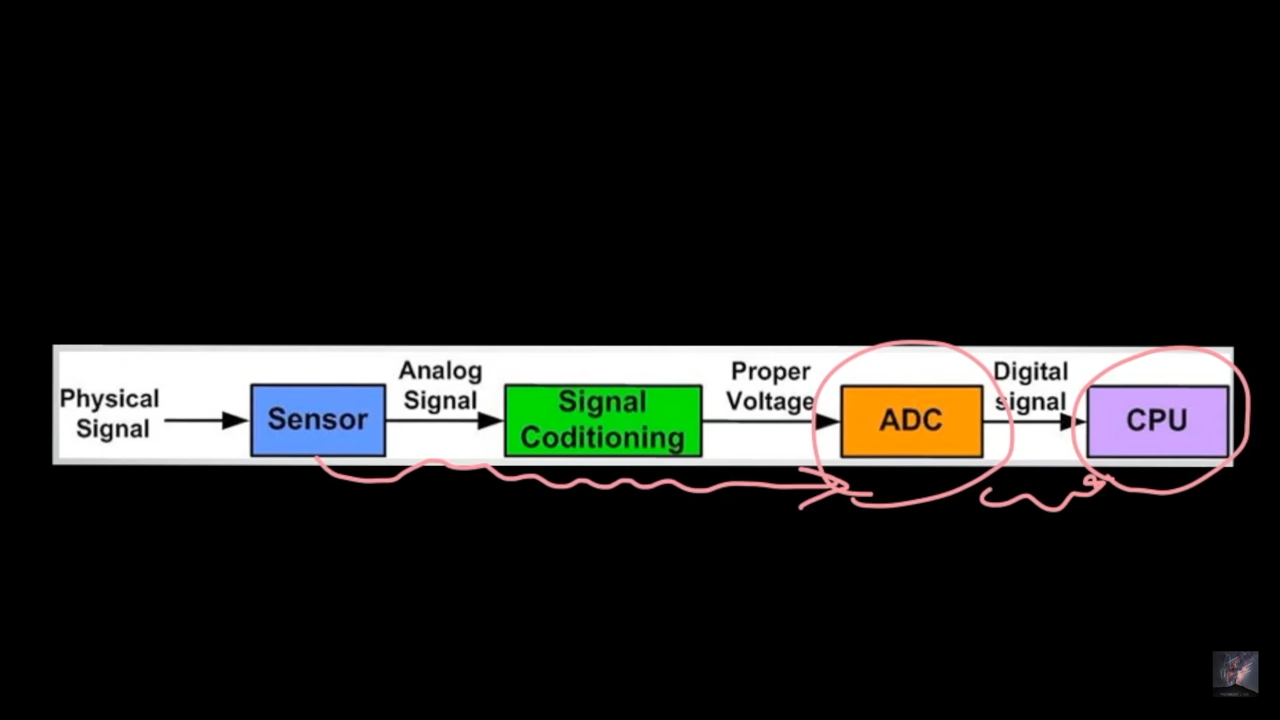 Physical
Signal
Sensor
Analog
Signal
Signal
Coditioning
Proper
Voltage
ADC
Digital
signal
CPU